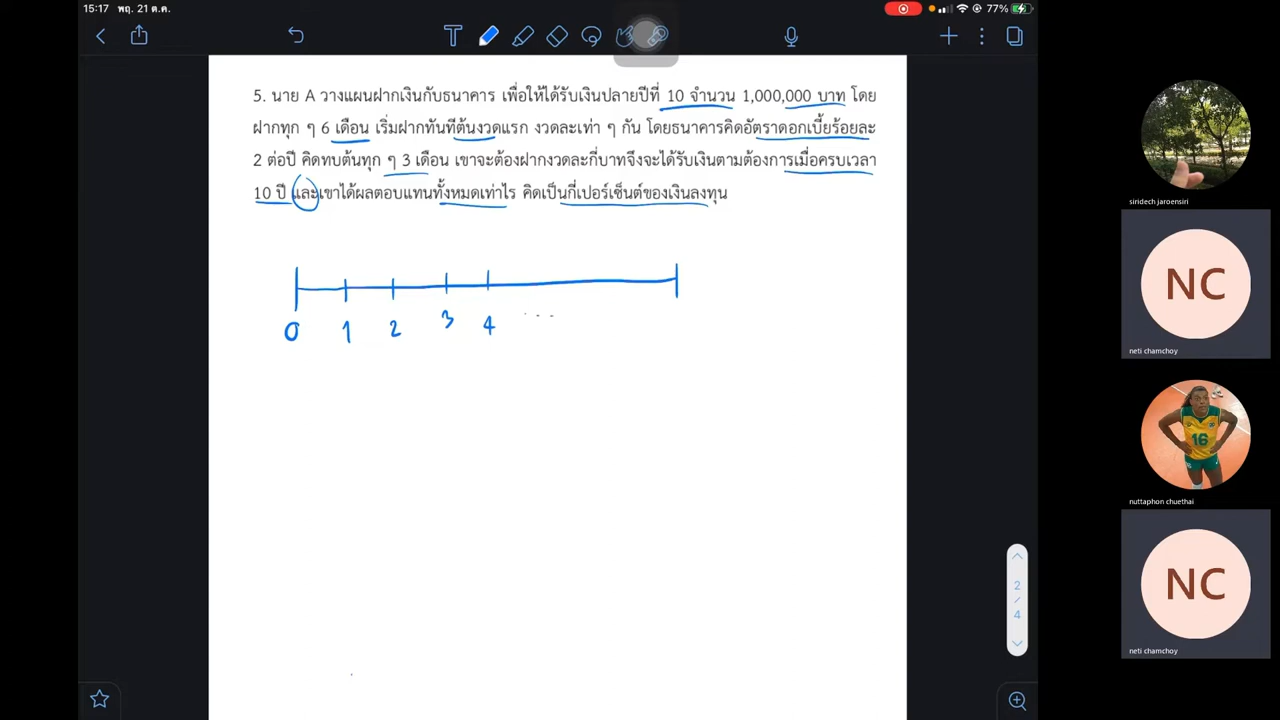 15:17 พฤ. 21 ต.ค.
77%
5. นาย A วางแผนฝากเงินกับธนาคาร เพื่อให้ได้รับเงินปลายปีที่ 10 จำนวน 1,000,000 บาท โดย
ฝากทุก ๆ 6 เดือน เริ่มฝากทันทีต้นงวดแรก งวดละเท่า ๆ กัน โดยธนาคารคิดอัตราดอกเบี้ยร้อยละ
2 ต่อปี คิดทบต้นทุก ๆ 3 เดือน เขาจะต้องฝากงวดละกี่บาทจึงจะได้รับเงินตามต้องการเมื่อครบเวลา
10 ปี และเขาได้ผลตอบแทนทั้งหมดเท่าไร คิดเป็นกี่เปอร์เซ็นต์ของเงินลงทุน
0 1 2 3 4 ...
2
4
siridech jaroensiri
NC
neti chamchoy
16
nuttaphon chuethai
NC
neti chamchoy